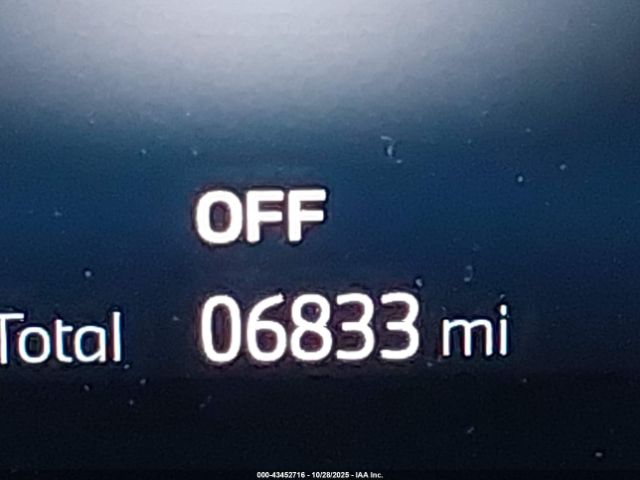 OFF
Total 06833 mi
000-43452716 - 10/28/2025 - IAA Inc.